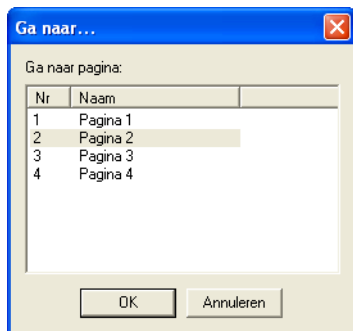 Ga naar...
Ga naar pagina:
Nr Naam
1 Pagina 1
2 Pagina 2
3 Pagina 3
4 Pagina 4
OK Annuleren